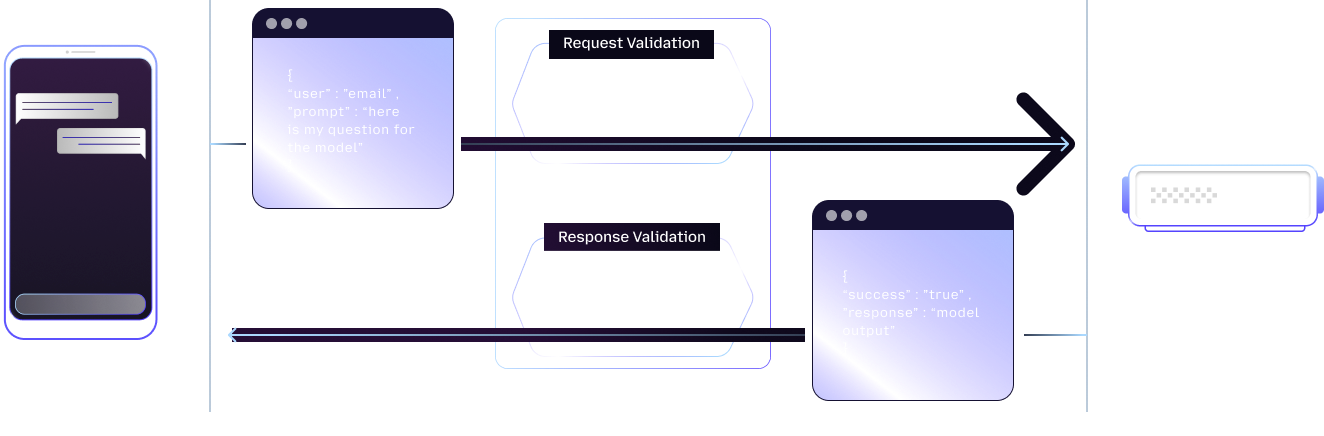 Request Validation
{
“user” : “email” ,
“prompt” : “here
is my question for
the model”
Response Validation
{
“success” : “true” ,
“response” : “model
output”